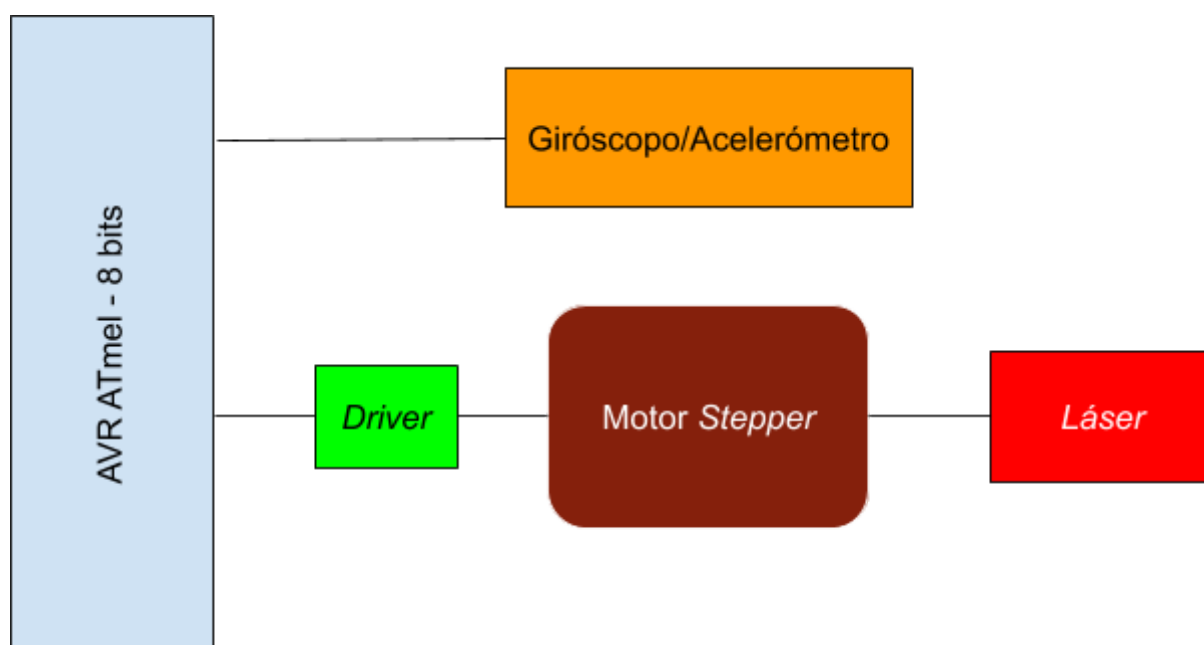 AVR ATmel - 8 bits
Giróscopo/Acelerómetro
Driver
Motor Stepper
Láser